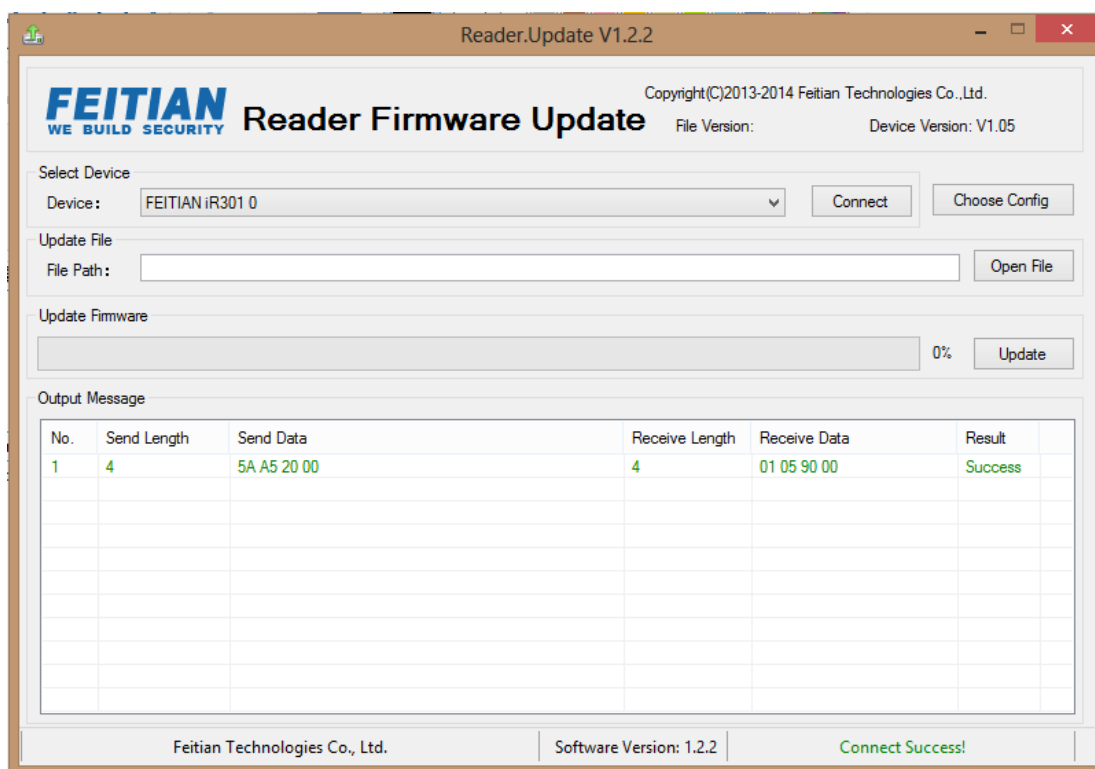 Reader.Update V1.2.2
FEITIAN
WE BUILD SECURITY
Reader Firmware Update
Copyright(C)2013-2014 Feitian Technologies Co.,Ltd.
File Version: Device Version: V1.05
Select Device
Device: FEITIAN iR301 0 Connect Choose Config
Update File
File Path: Open File
Update Firmware
0% Update
Output Message
No. Send Length Send Data Receive Length Receive Data Result
1 4 5A A5 20 00 4 01 05 90 00 Success
Feitian Technologies Co., Ltd. Software Version: 1.2.2 Connect Success!